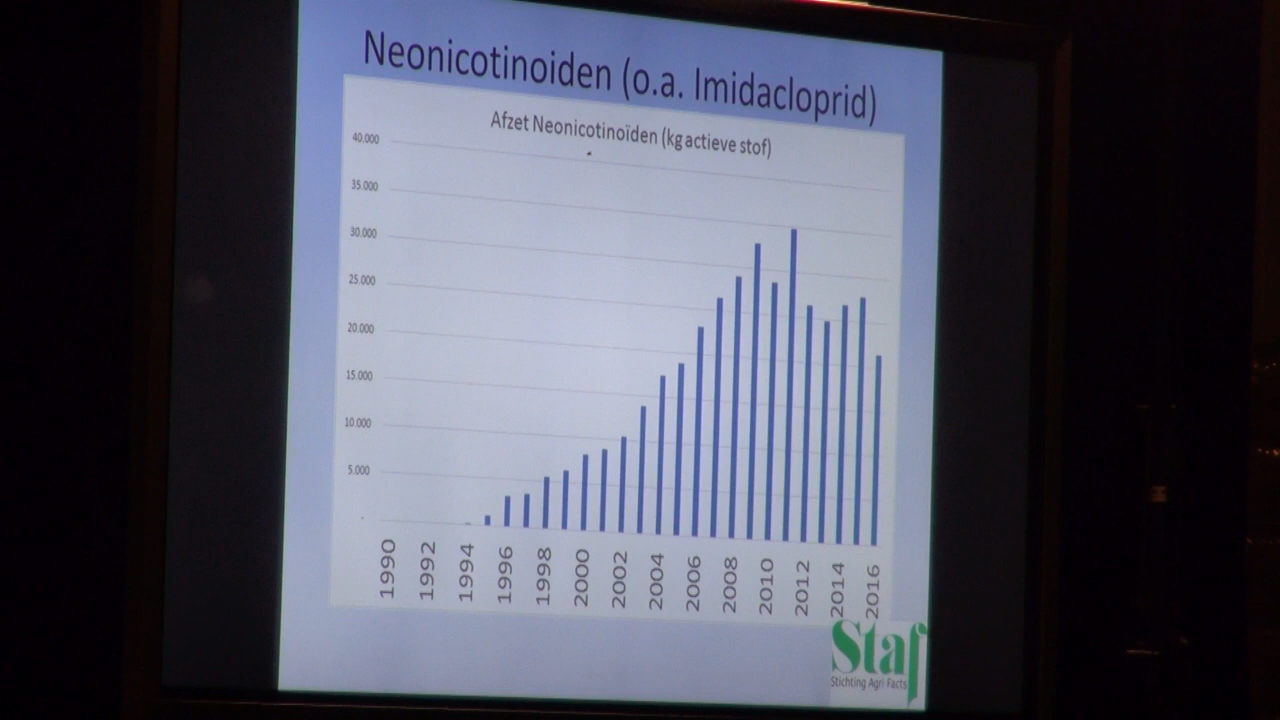 Neonicotinoiden (o.a. Imidacloprid)
Afzet Neonicotinoïden (kg actieve stof)
40.000
35.000
30.000
25.000
20.000
15.000
10.000
5.000
-
1990 1992 1994 1996 1998 2000 2002 2004 2006 2008 2010 2012 2014 2016
Staf
Stichting Agri Facts